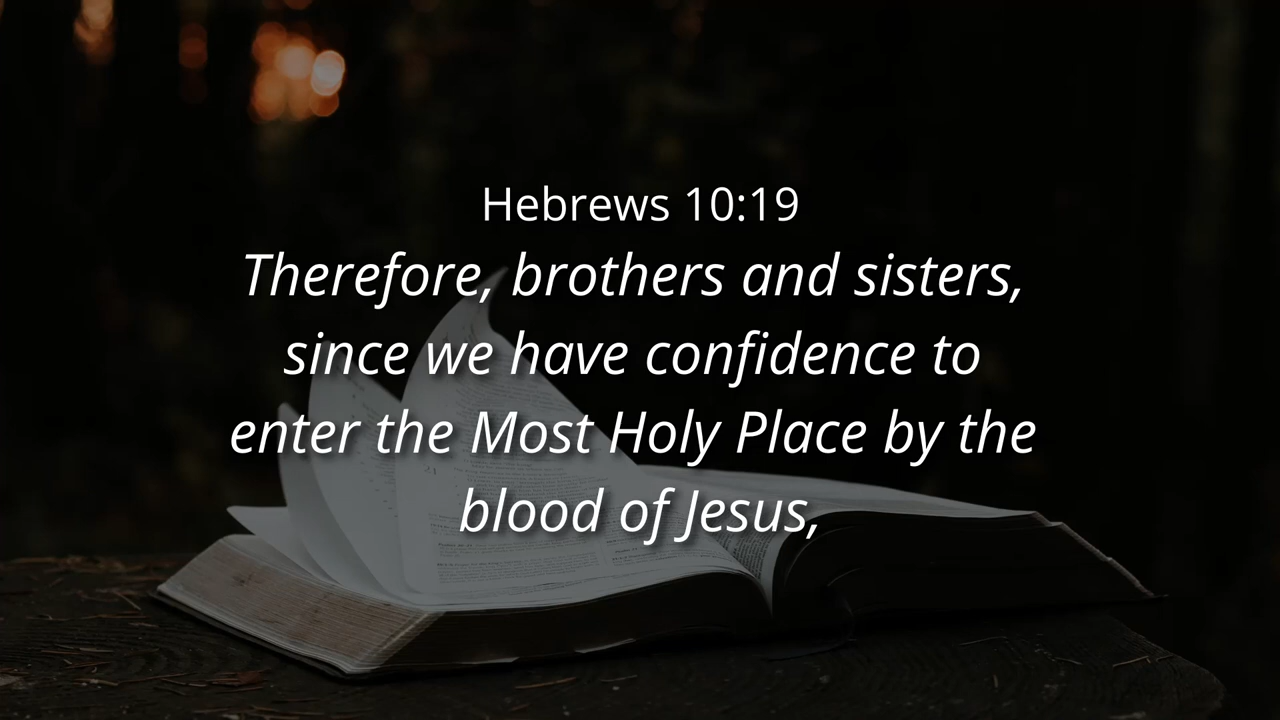 Hebrews 10:19
Therefore, brothers and sisters,
since we have confidence to
enter the Most Holy Place by the
blood of Jesus,